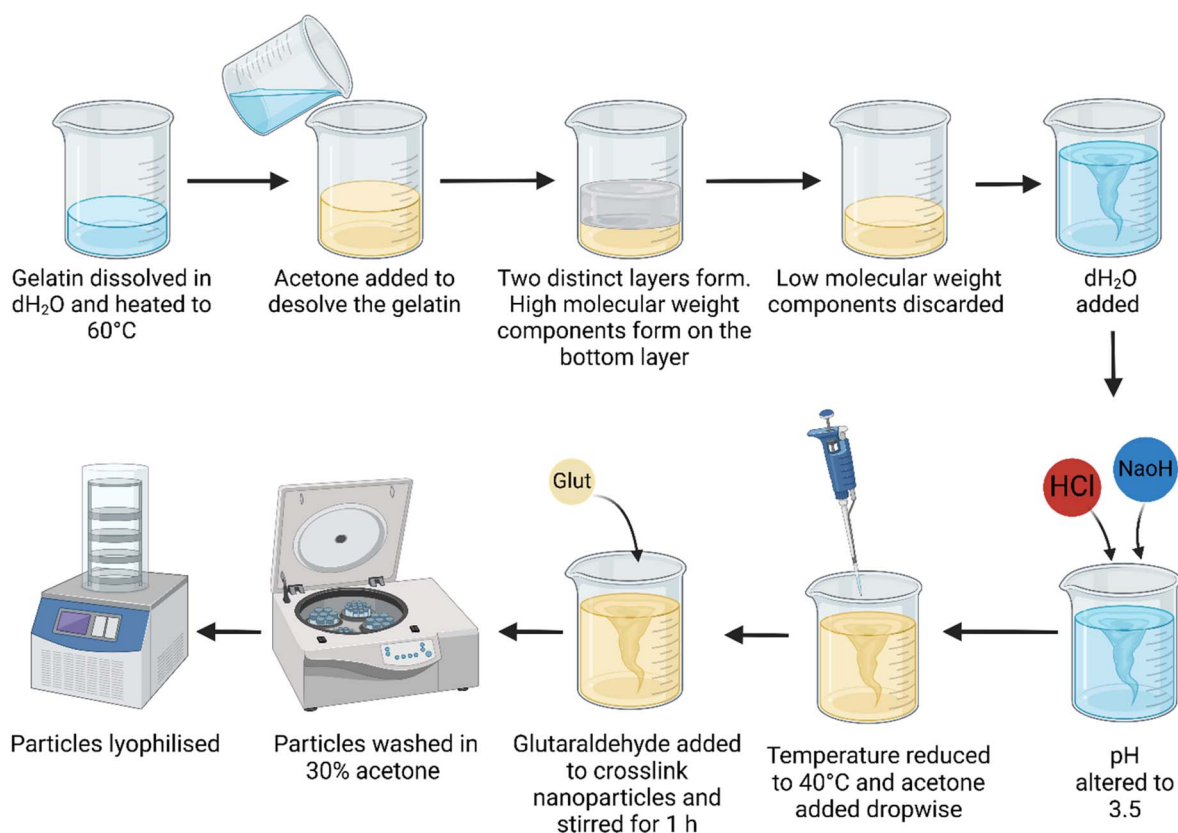 Gelatin dissolved in
dH₂O and heated to
60°C
Acetone added to
desolve the gelatin
Two distinct layers form.
High molecular weight
components form on the
bottom layer
Low molecular weight
components discarded
dH₂O
added
HCl
NaoH
pH
altered to
3.5
Temperature reduced
to 40°C and acetone
added dropwise
Glut
Glutaraldehyde added
to crosslink
nanoparticles and
stirred for 1 h
Particles washed in
30% acetone
Particles lyophilised